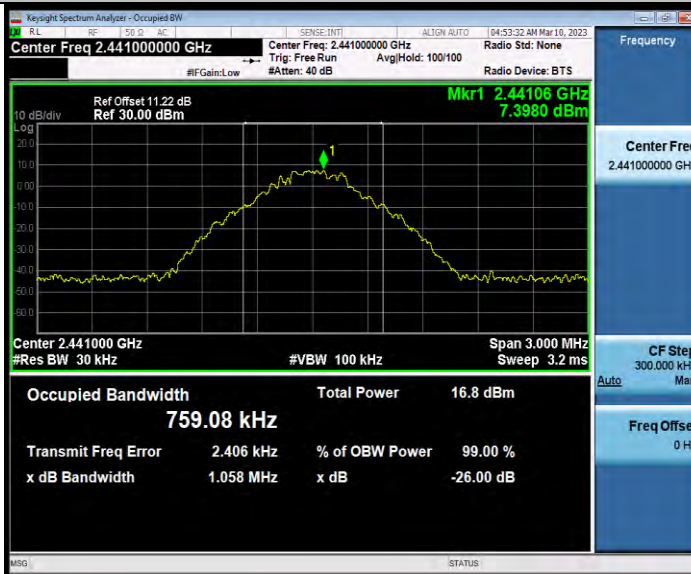 Keysight Spectrum Analyzer - Occupied BW
RL RF 50 Ω AC SENSE:INT ALIGN AUTO 04:53:32 AM Mar 10, 2023
Center Freq 2.441000000 GHz
Center Freq: 2.441000000 GHz
Radio Std: None
Trig: Free Run Avg|Hold: 100/100
#IFGain:Low #Atten: 40 dB Radio Device: BTS
Frequency
Ref Offset 11.22 dB
10 dB/div Ref 30.00 dBm
Mkr1 2.44106 GHz
7.3980 dBm
Log
20.0
10.0
0.00
-10.0
-20.0
-30.0
-40.0
-50.0
-60.0
1
Center 2.441000 GHz Span 3.000 MHz
#Res BW 30 kHz #VBW 100 kHz Sweep 3.2 ms
Center Fre
2.441000000 GH
CF Ste
300.000 kH
Auto Ma
Freq Offse
0 H
Occupied Bandwidth Total Power 16.8 dBm
759.08 kHz
Transmit Freq Error 2.406 kHz % of OBW Power 99.00 %
x dB Bandwidth 1.058 MHz x dB -26.00 dB
MSG STATUS